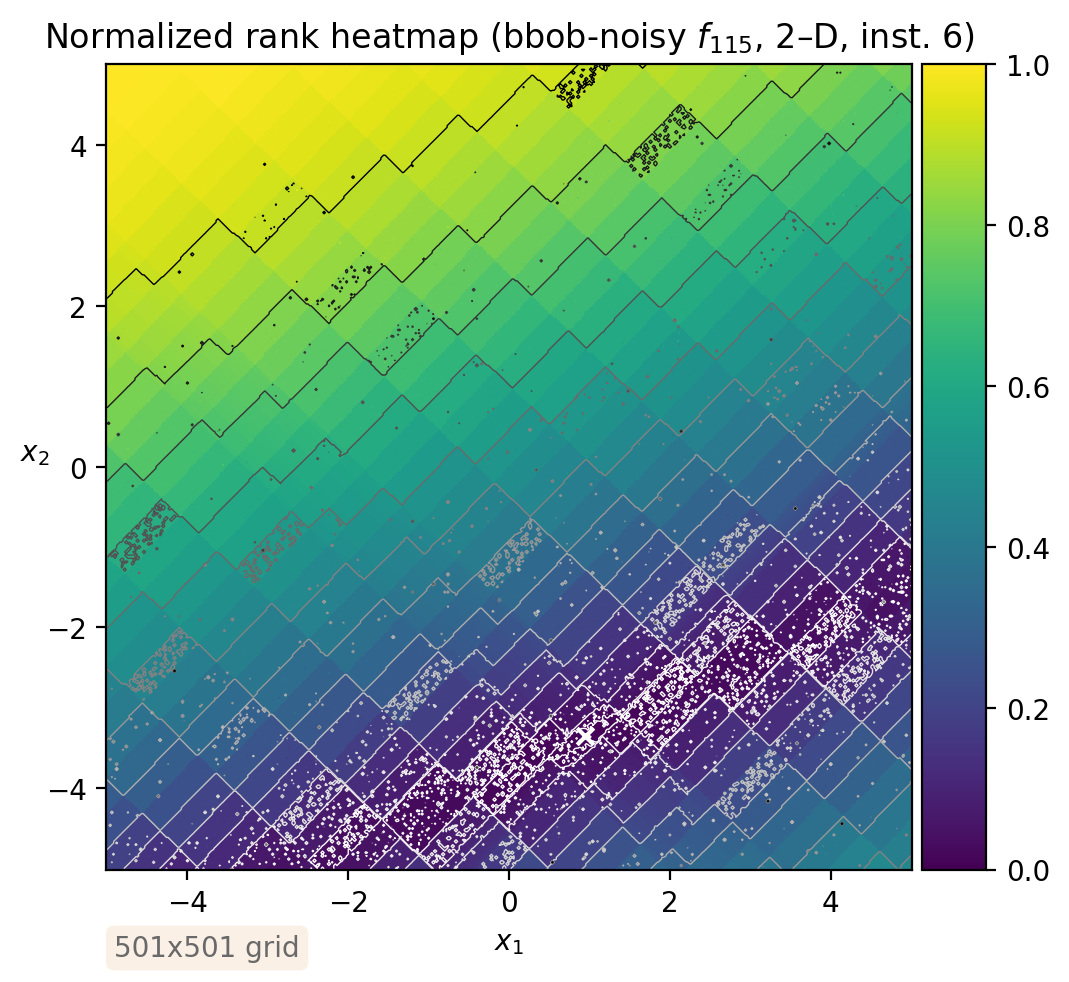 Normalized rank heatmap (bbob-noisy f₁₁₅, 2–D, inst. 6)
1.0
0.8
0.6
0.4
0.2
0.0
4
2
0
−2
−4
x₂
−4 −2 0 2 4
x₁
501x501 grid